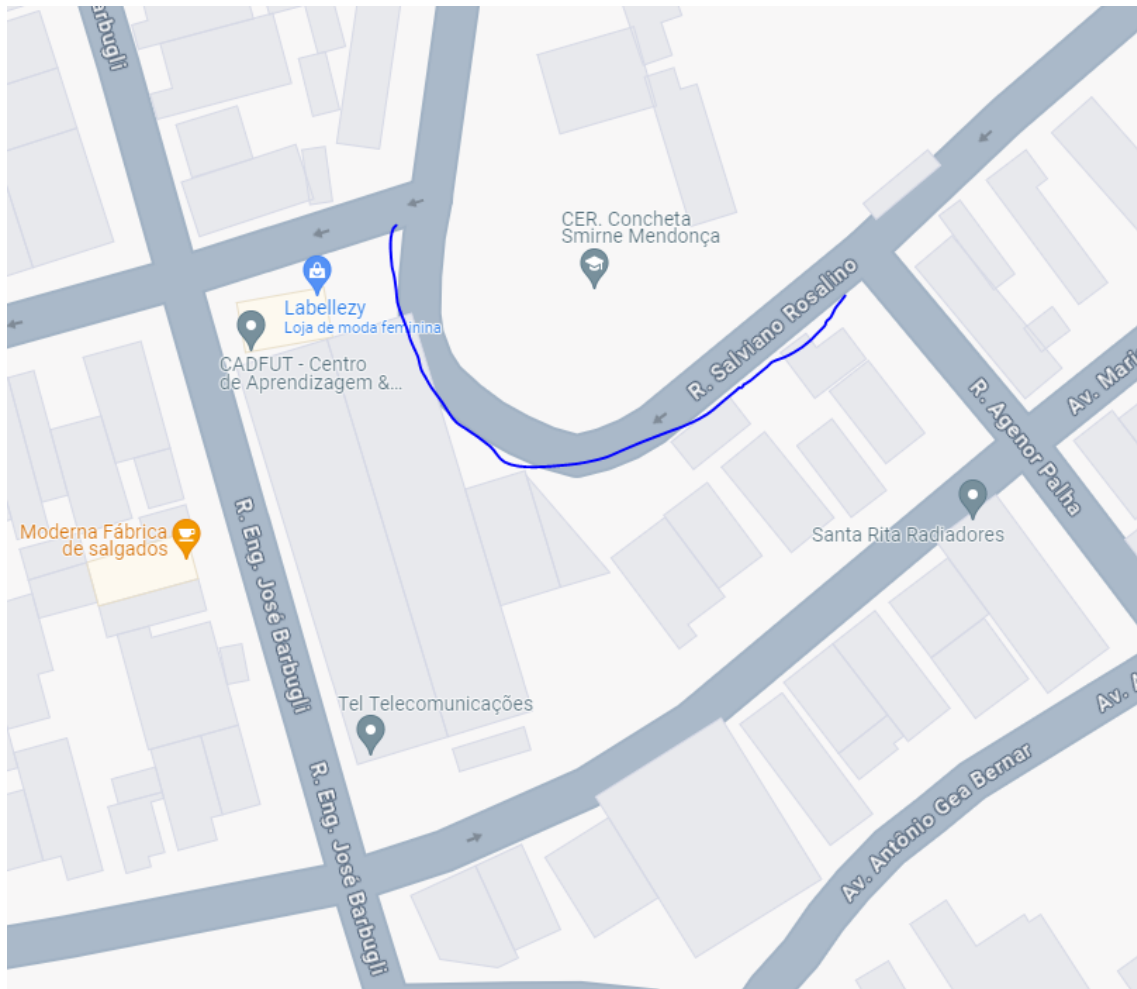 Barbugli
CER. Concheta
Smirne Mendonça
Labellezy
Loja de moda feminina
CADFUT - Centro
de Aprendizagem &...
R. Salviano Rosalino
R. Agenor Palha
Av. Mari
Moderna Fábrica
de salgados
R. Eng. José Barbugli
Santa Rita Radiadores
Tel Telecomunicações
R. Eng. José Barbugli
Av. A
Av. Antônio Gea Bernar